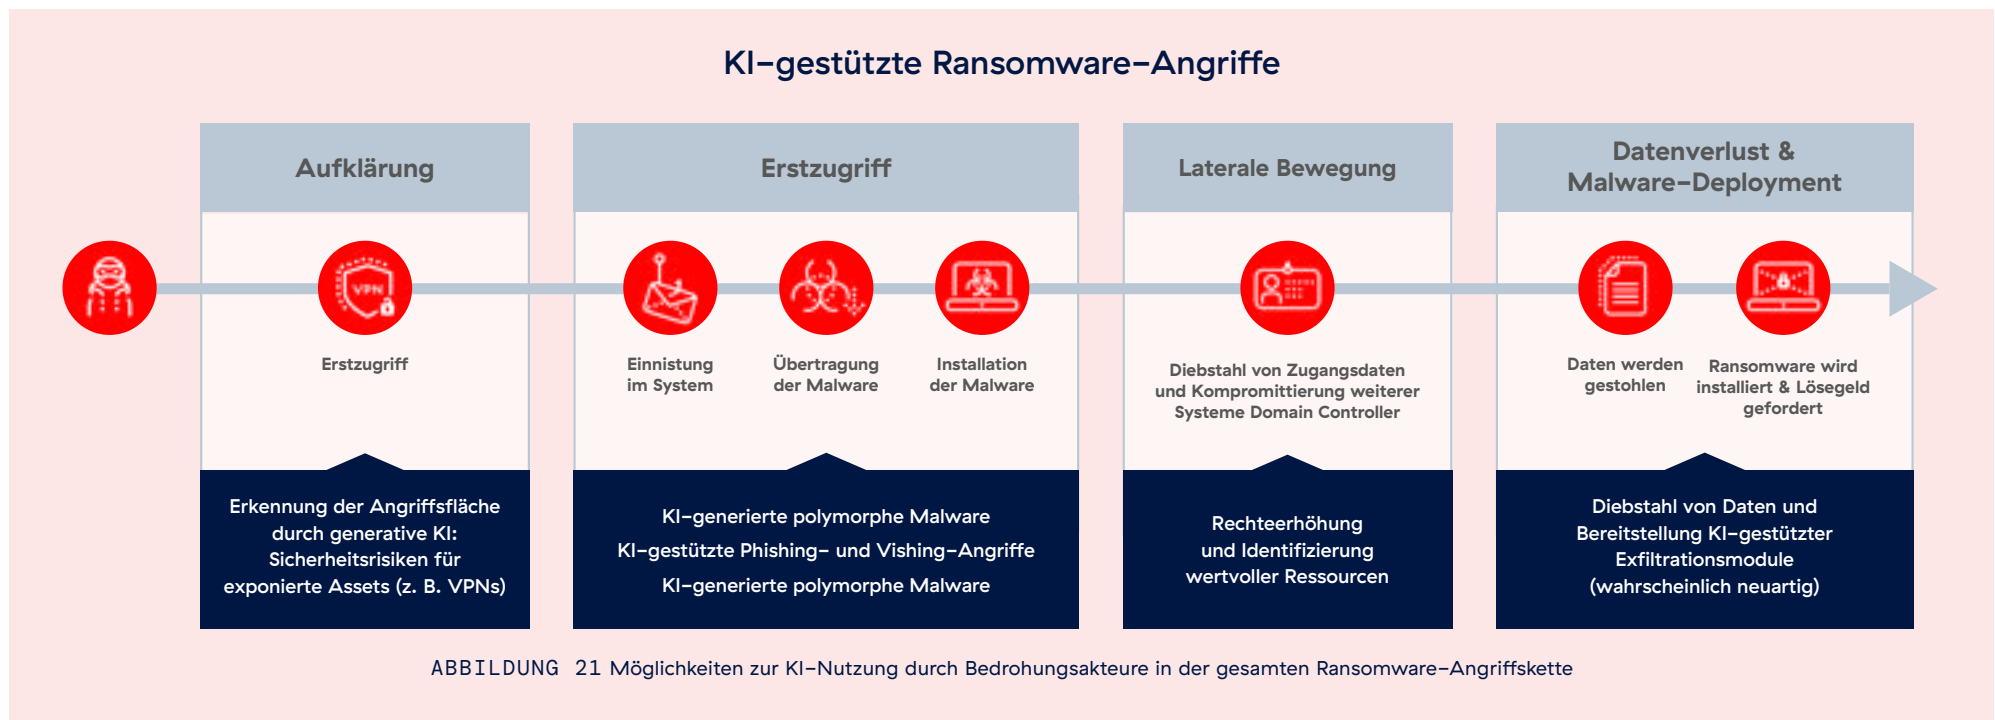 KI-gestützte Ransomware-Angriffe
Aufklärung
VPN
Erstzugriff
Erkennung der Angriffsfläche
durch generative KI:
Sicherheitsrisiken für
exponierte Assets (z. B. VPNs)
Erstzugriff
Einnistung
im System
Übertragung
der Malware
Installation
der Malware
KI-generierte polymorphe Malware
KI-gestützte Phishing- und Vishing-Angriffe
KI-generierte polymorphe Malware
Laterale Bewegung
Diebstahl von Zugangsdaten
und Kompromittierung weiterer
Systeme Domain Controller
Rechteerhöhung
und Identifizierung
wertvoller Ressourcen
Datenverlust &
Malware-Deployment
Daten werden
gestohlen
Ransomware wird
installiert & Lösegeld
gefordert
Diebstahl von Daten und
Bereitstellung KI-gestützter
Exfiltrationsmodule
(wahrscheinlich neuartig)
ABBILDUNG 21 Möglichkeiten zur KI-Nutzung durch Bedrohungsakteure in der gesamten Ransomware-Angriffskette